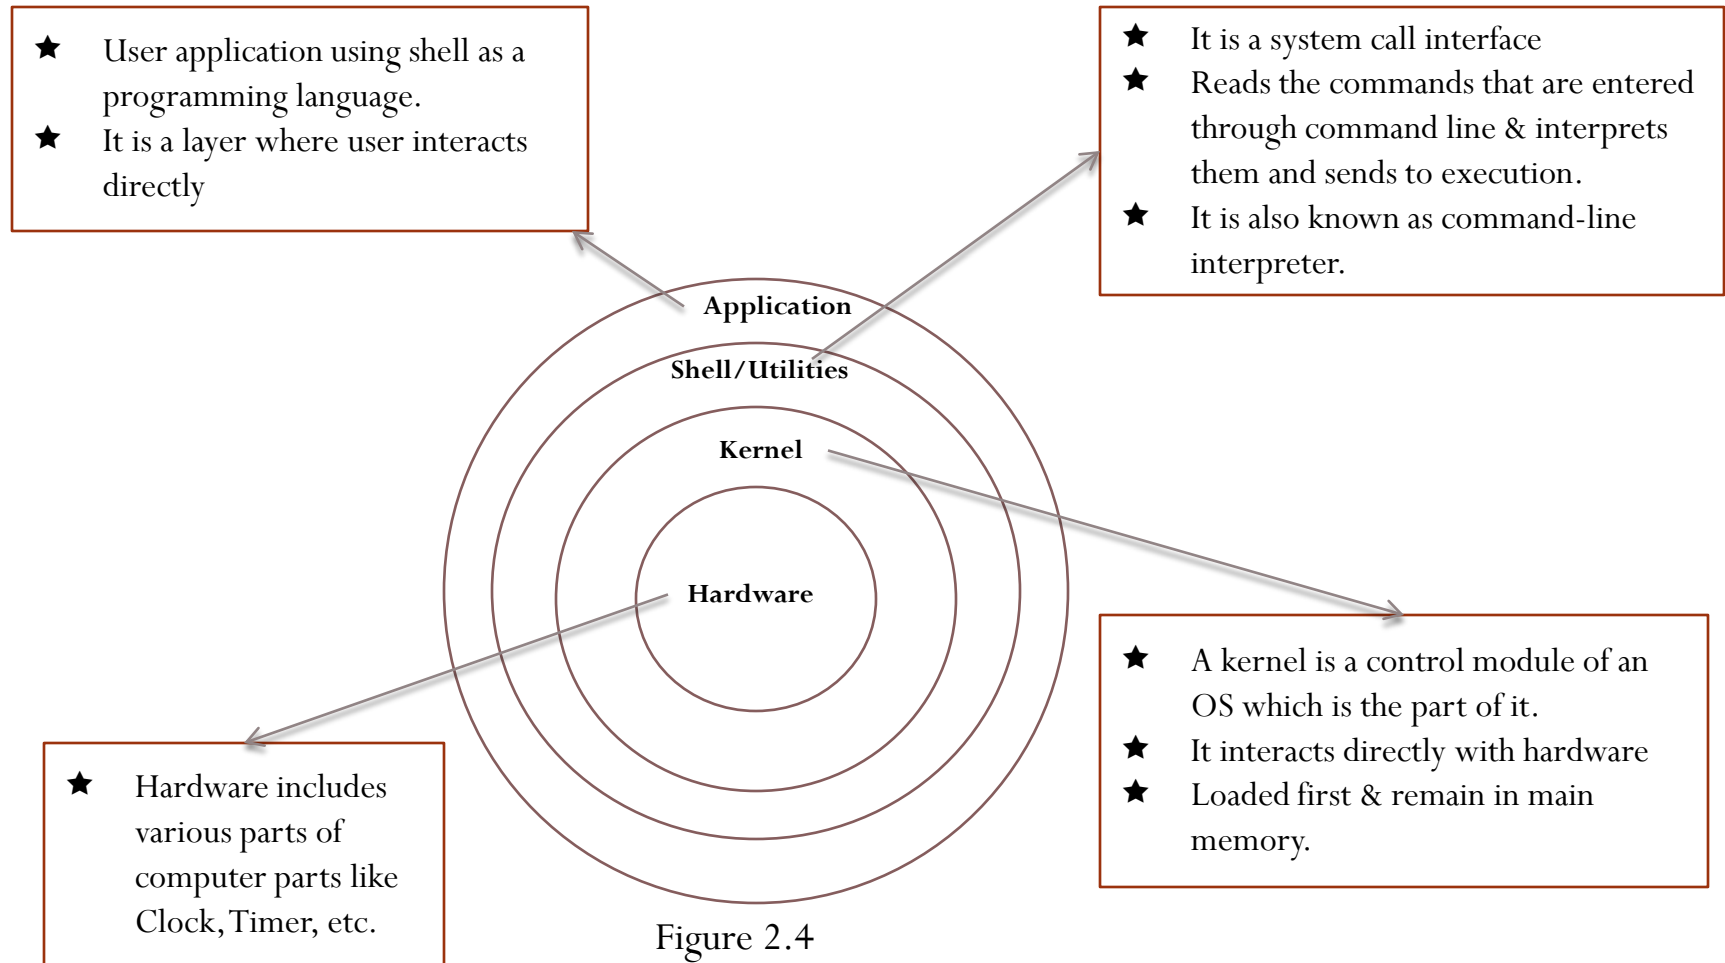 ★ User application using shell as a
programming language.
★ It is a layer where user interacts
directly
★ It is a system call interface
★ Reads the commands that are entered
through command line & interprets
them and sends to execution.
★ It is also known as command-line
interpreter.
Application
Shell/Utilities
Kernel
Hardware
★ Hardware includes
various parts of
computer parts like
Clock, Timer, etc.
★ A kernel is a control module of an
OS which is the part of it.
★ It interacts directly with hardware
★ Loaded first & remain in main
memory.
Figure 2.4